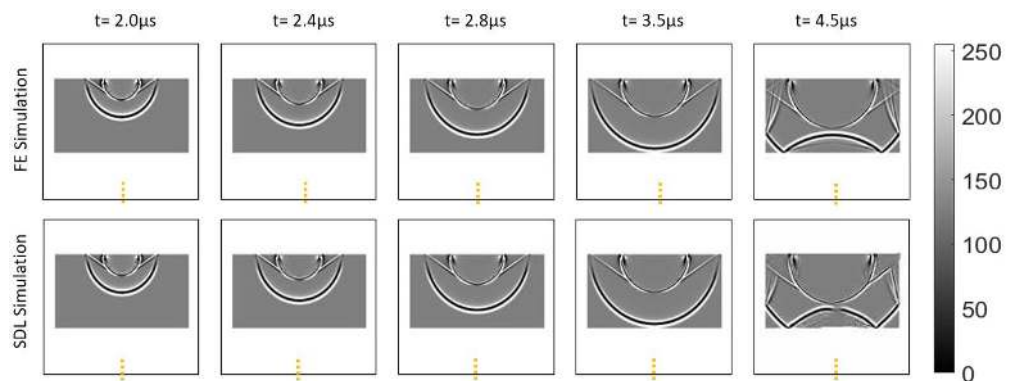 t= 2.0µs t= 2.4µs t= 2.8µs t= 3.5µs t= 4.5µs
FE Simulation
SDL Simulation
250
200
150
100
50
0